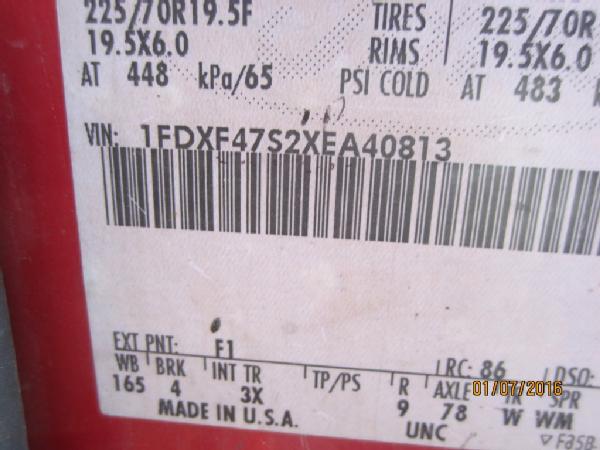 225/70R19.5F TIRES 225/70R
19.5X6.0 RIMS 19.5X6.0
AT 448 kPa/65 PSI COLD AT 483
VIN: 1FDXF47S2XEA40813
EXT PNT: F1 RC: 86 DSO:
WB BRK INT TR TP/PS R AXLE TR SPR
165 4 3X 9 78 W WM
MADE IN U.S.A. UNC
01/07/2016